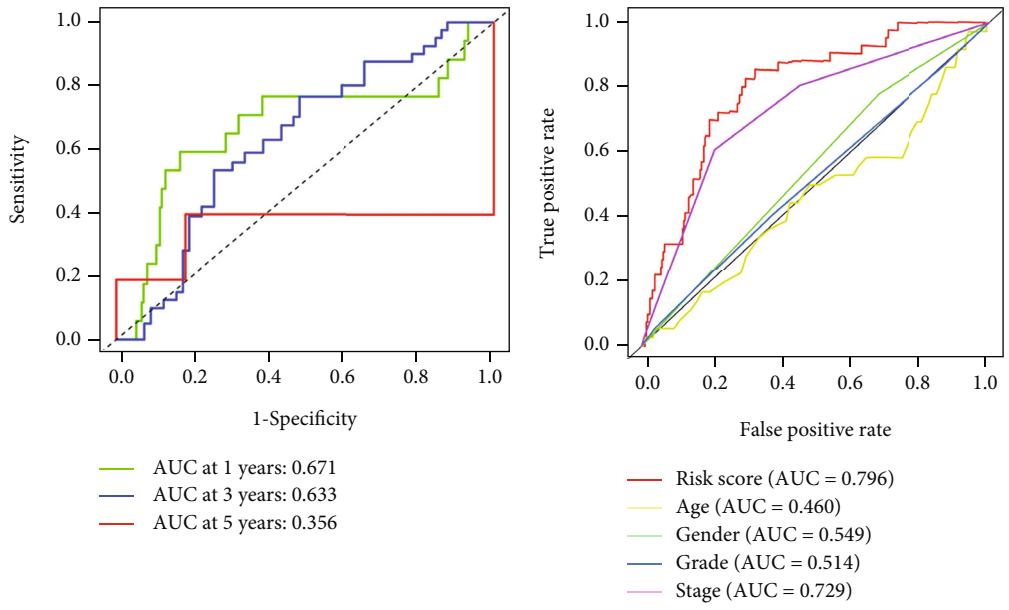 Sensitivity
1.0
0.8
0.6
0.4
0.2
0.0
0.0 0.2 0.4 0.6 0.8 1.0
1-Specificity
AUC at 1 years: 0.671
AUC at 3 years: 0.633
AUC at 5 years: 0.356
True positive rate
1.0
0.8
0.6
0.4
0.2
0.0
0.0 0.2 0.4 0.6 0.8 1.0
False positive rate
Risk score (AUC = 0.796)
Age (AUC = 0.460)
Gender (AUC = 0.549)
Grade (AUC = 0.514)
Stage (AUC = 0.729)